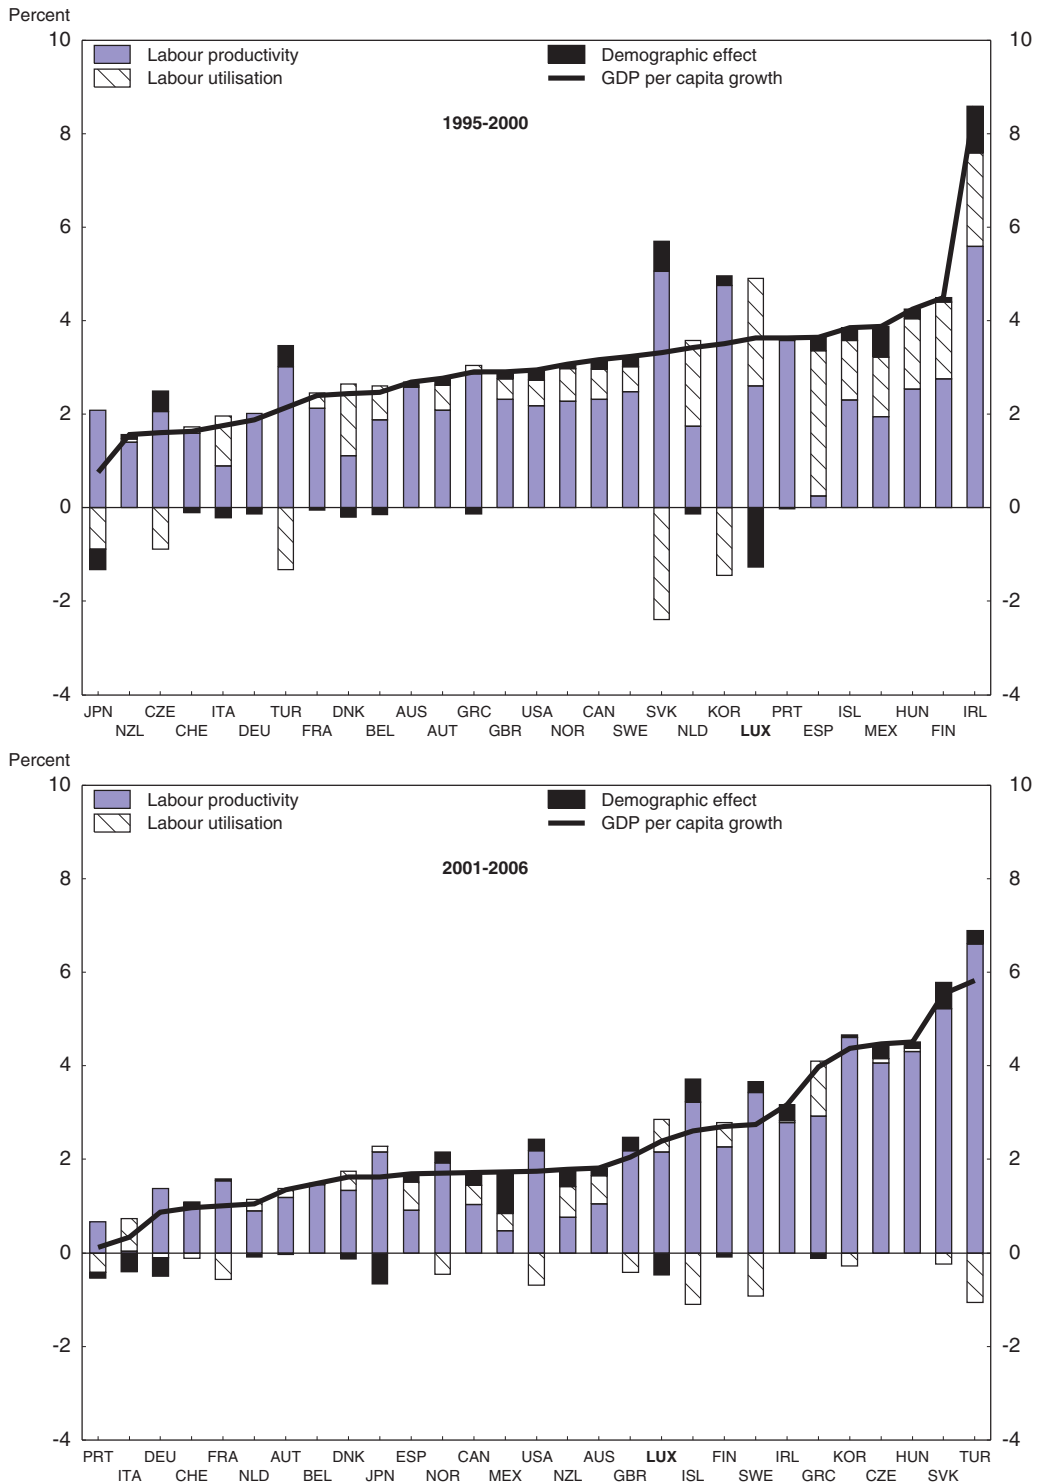 Percent
10 10
Labour productivity Demographic effect
Labour utilisation GDP per capita growth
1995-2000
8 8
6 6
4 4
2 2
0 0
-2 -2
-4 -4
JPN CZE ITA TUR DNK AUS GRC USA CAN SVK KOR PRT ISL HUN IRL
NZL CHE DEU FRA BEL AUT GBR NOR SWE NLD LUX ESP MEX FIN
Percent
10 10
Labour productivity Demographic effect
Labour utilisation GDP per capita growth
2001-2006
8 8
6 6
4 4
2 2
0 0
-2 -2
-4 -4
PRT DEU FRA AUT DNK ESP CAN USA AUS LUX FIN IRL KOR HUN TUR
ITA CHE NLD BEL JPN NOR MEX NZL GBR ISL SWE GRC CZE SVK